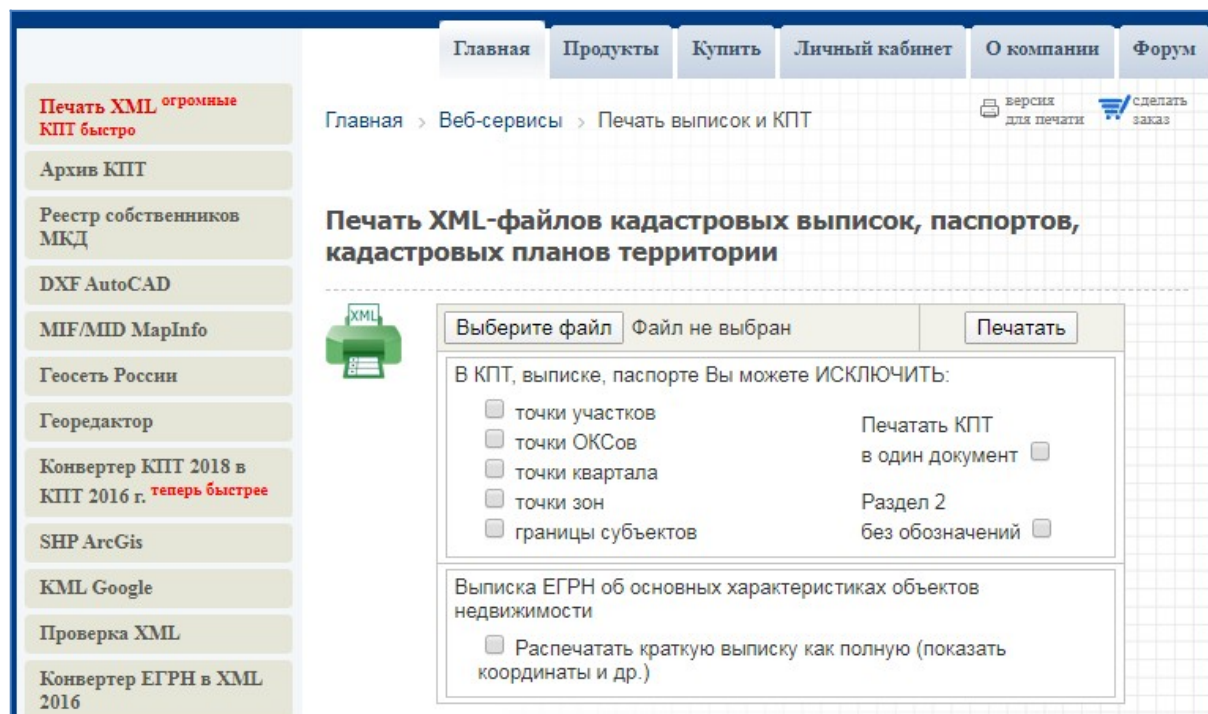 Главная Продукты Купить Личный кабинет О компании Форум
Печать XML огромные
КПТ быстро
Архив КПТ
Реестр собственников
МКД
DXF AutoCAD
MIF/MID MapInfo
Геосеть России
Георедактор
Конвертер КПТ 2018 в
КПТ 2016 г. теперь быстрее
SHP ArcGis
KML Google
Проверка XML
Конвертер ЕГРН в XML
2016
Главная > Веб-сервисы > Печать выписок и КПТ
версия
для печати
сделать
заказ
Печать XML-файлов кадастровых выписок, паспортов,
кадастровых планов территории
XML
Выберите файл Файл не выбран Печатать
В КПТ, выписке, паспорте Вы можете ИСКЛЮЧИТЬ:
точки участков
точки ОКСов
точки квартала
точки зон
границы субъектов
Печатать КПТ
в один документ
Раздел 2
без обозначений
Выписка ЕГРН об основных характеристиках объектов
недвижимости
Распечатать краткую выписку как полную (показать
координаты и др.)